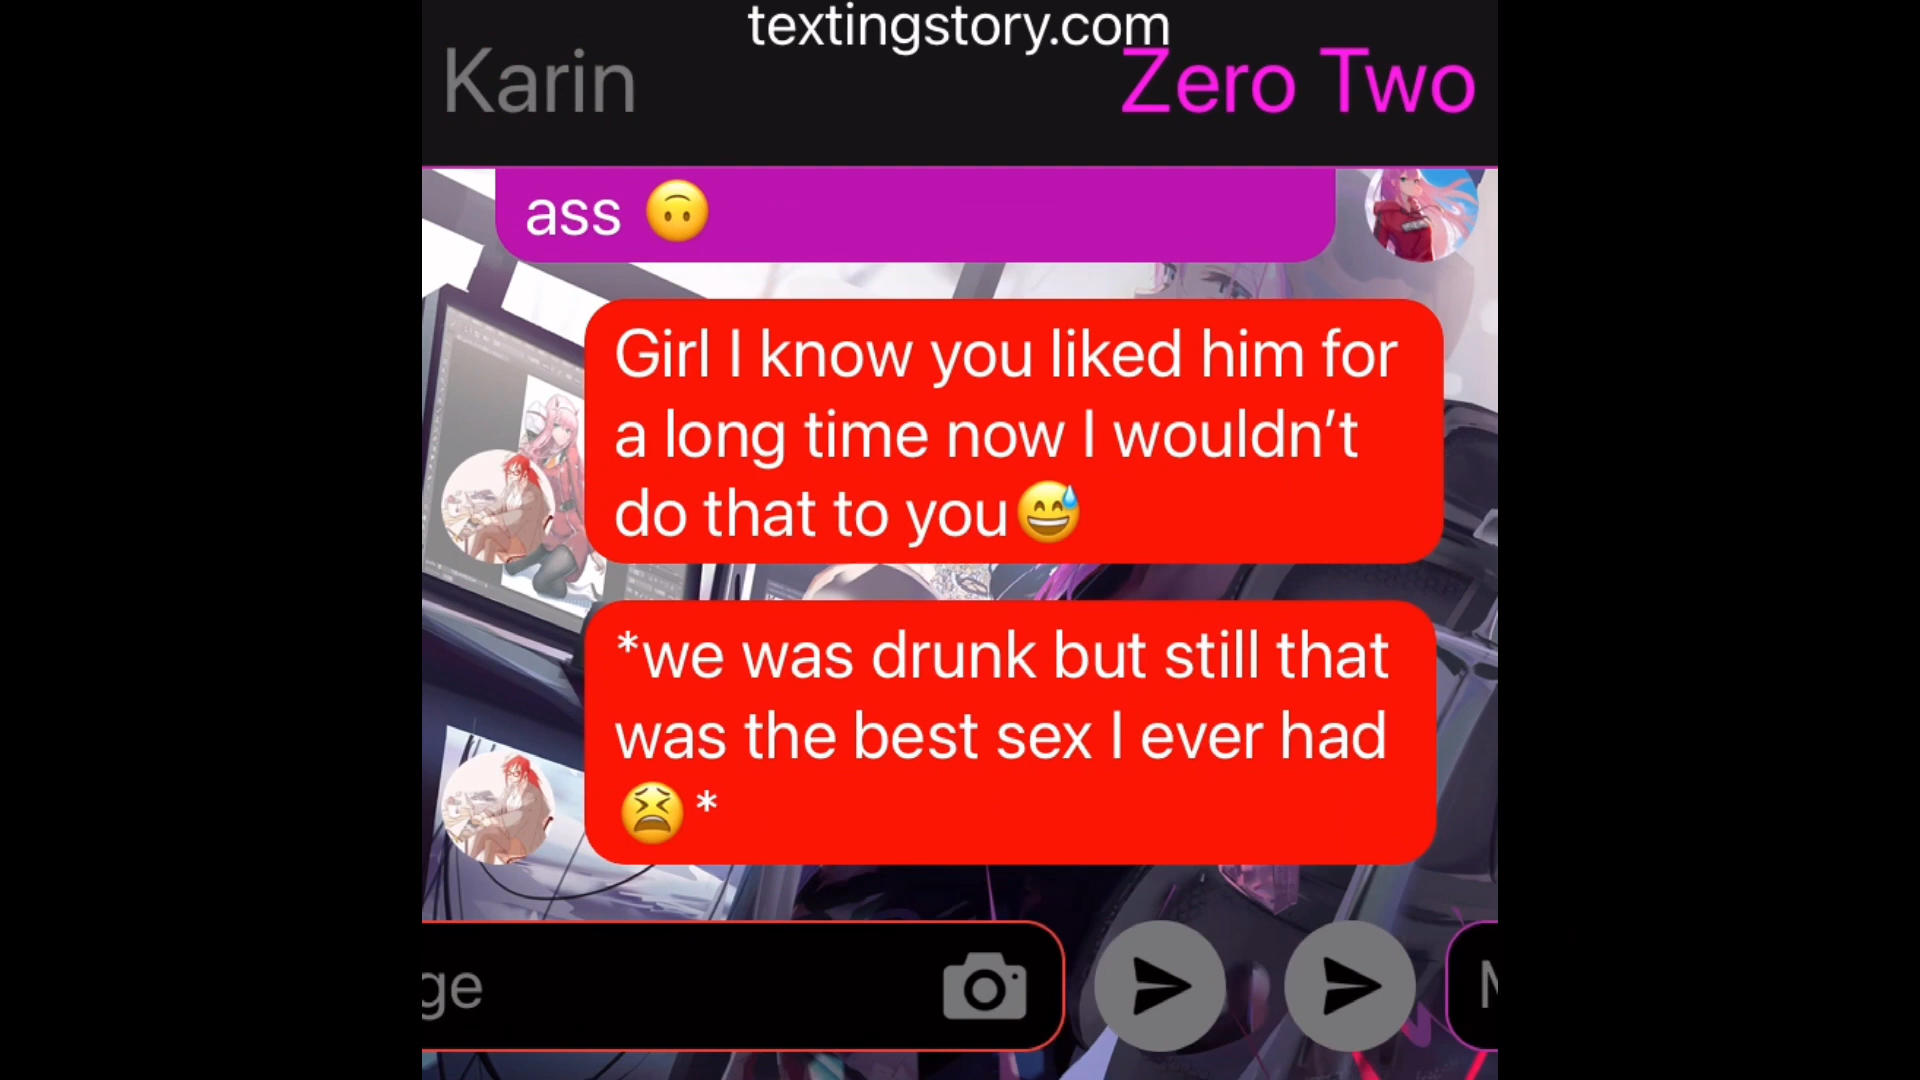 textingstory.com
Karin
Zero Two
ass 🙃
Girl I know you liked him for
a long time now I wouldn’t
do that to you😅
*we was drunk but still that
was the best sex I ever had
😫 *
ge